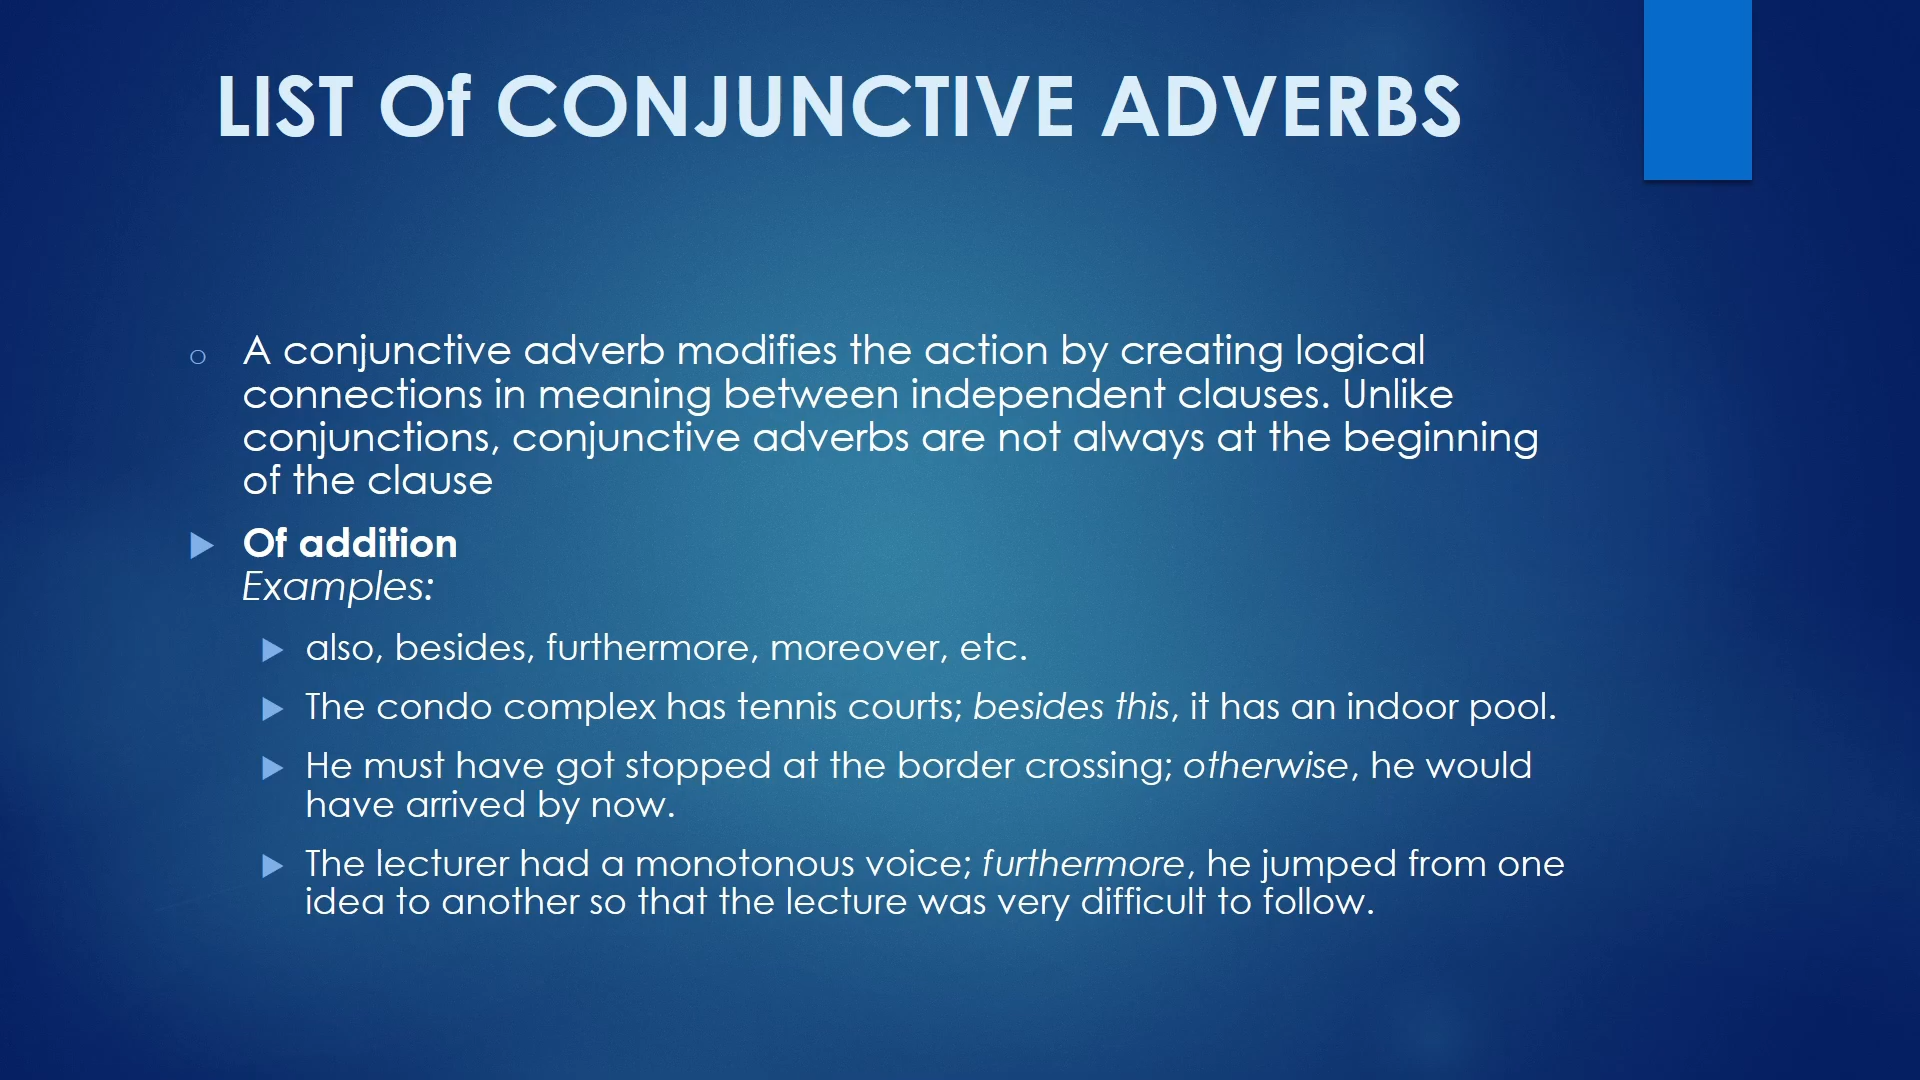 LIST Of CONJUNCTIVE ADVERBS
A conjunctive adverb modifies the action by creating logical
connections in meaning between independent clauses. Unlike
conjunctions, conjunctive adverbs are not always at the beginning
of the clause
Of addition
Examples:
also, besides, furthermore, moreover, etc.
The condo complex has tennis courts; besides this, it has an indoor pool.
He must have got stopped at the border crossing; otherwise, he would
have arrived by now.
The lecturer had a monotonous voice; furthermore, he jumped from one
idea to another so that the lecture was very difficult to follow.